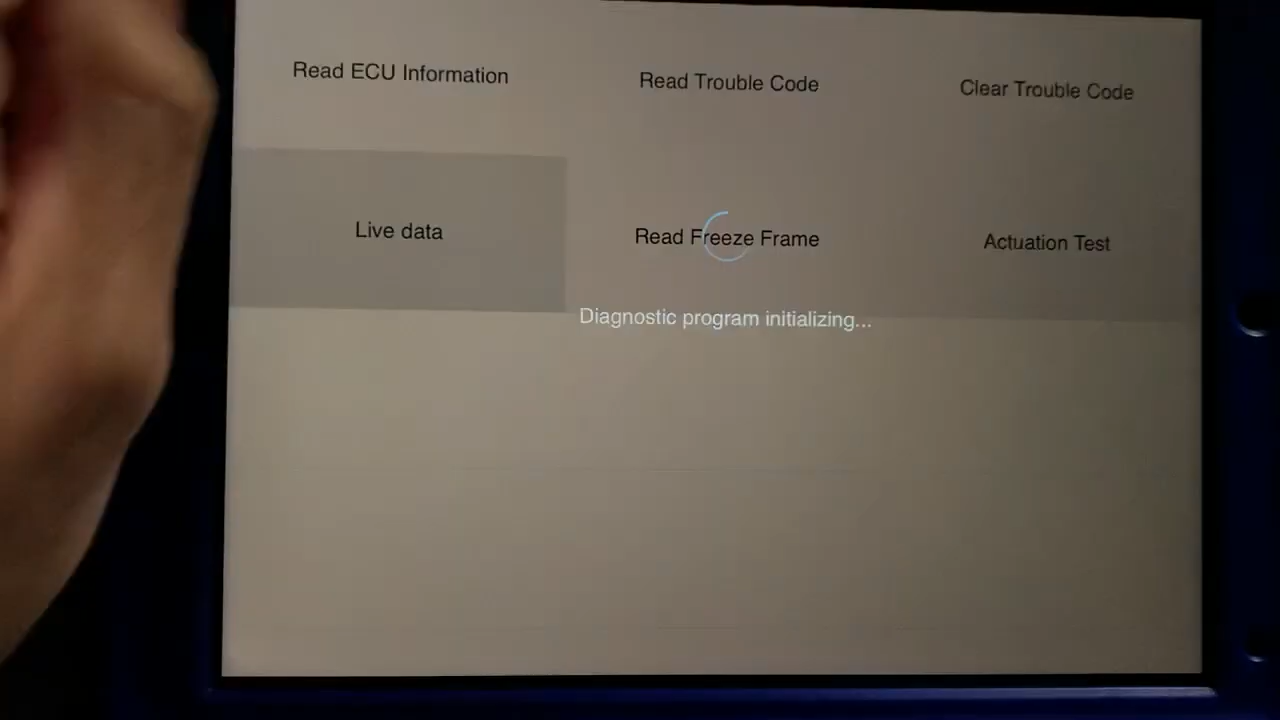 Read ECU Information
Read Trouble Code
Clear Trouble Code
Live data
Read Freeze Frame
Actuation Test
Diagnostic program initializing...